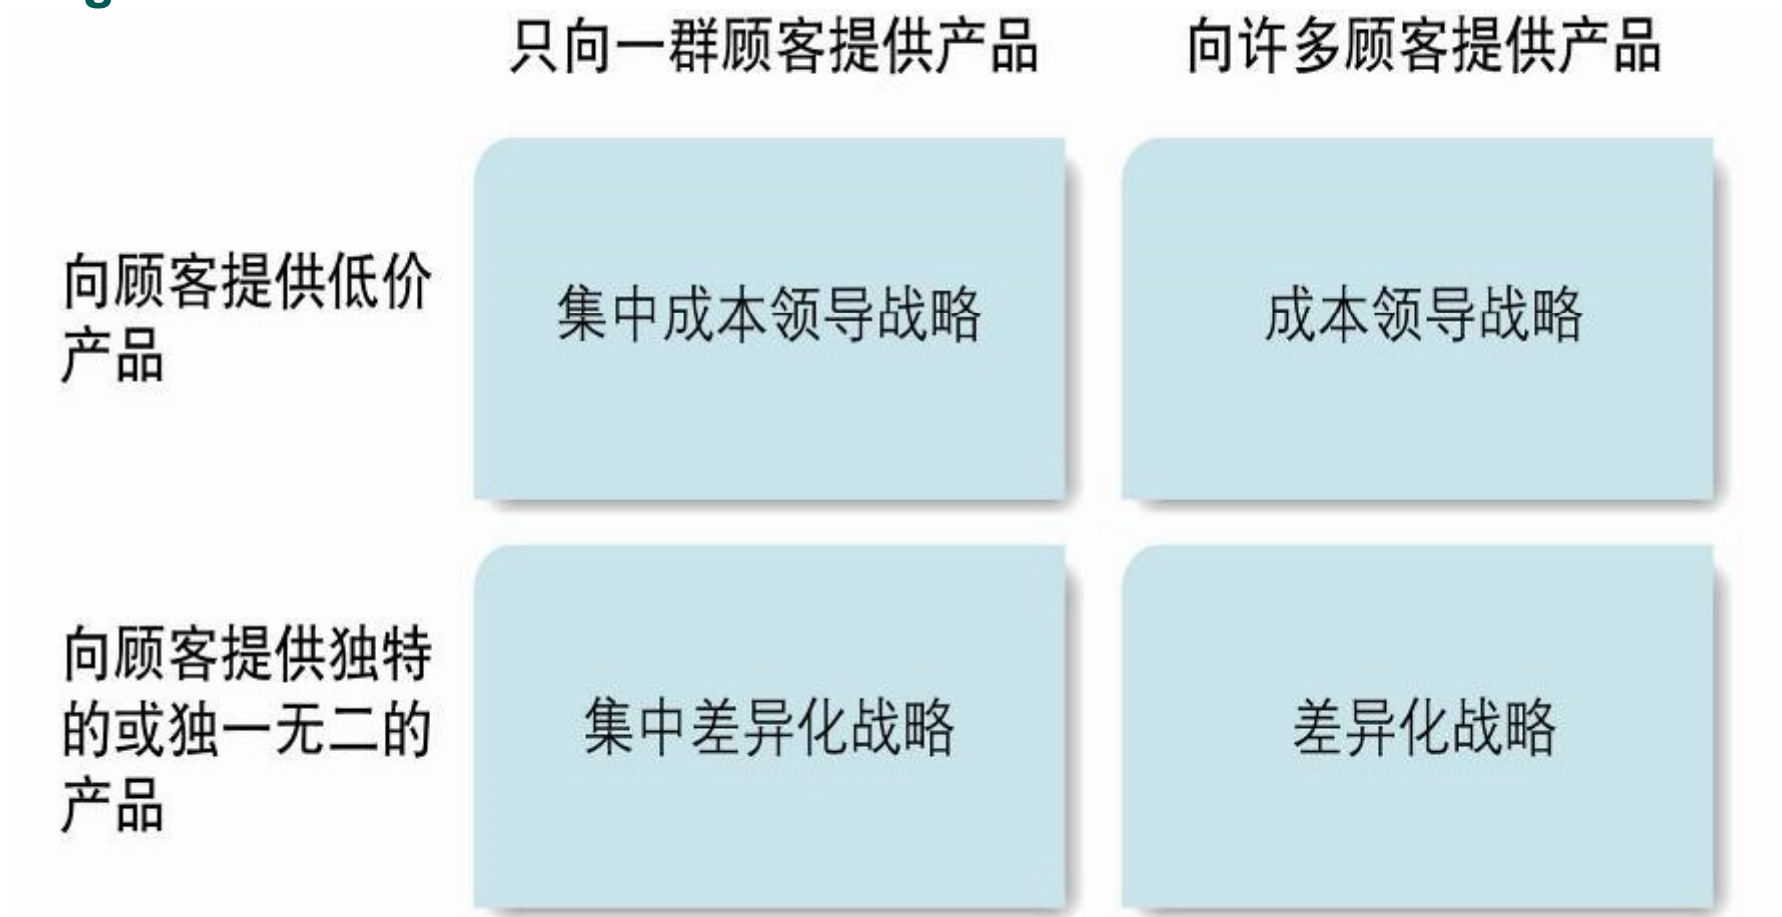 只向一群顾客提供产品
向许多顾客提供产品
向顾客提供低价
产品
集中成本领导战略
成本领导战略
向顾客提供独特
的或独一无二的
产品
集中差异化战略
差异化战略